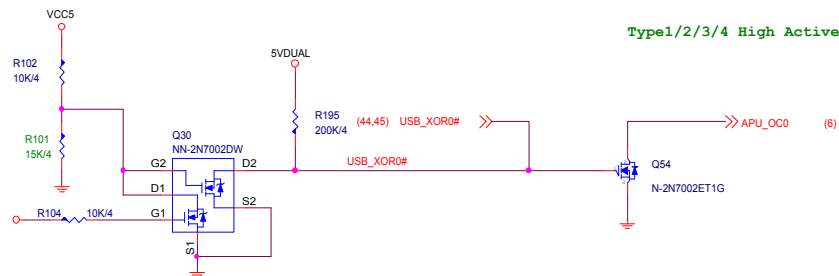 VCC5
Type1/2/3/4 High Active
5VDUAL
R102
10K/4
R195
200K/4
(44,45) USB_XOR0#
APU_OC0 (6)
R101
15K/4
Q30
NN-2N7002DW
G2
D2
USB_XOR0#
Q54
N-2N7002ET1G
D1
S2
R104
10K/4
G1
S1